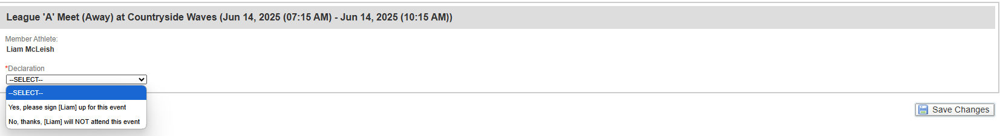 League 'A' Meet (Away) at Countryside Waves (Jun 14, 2025 (07:15 AM) - Jun 14, 2025 (10:15 AM))
Member Athlete:
Liam McLeish
*Declaration
--SELECT--
--SELECT--
Yes, please sign [Liam] up for this event
No, thanks, [Liam] will NOT attend this event
Save Changes